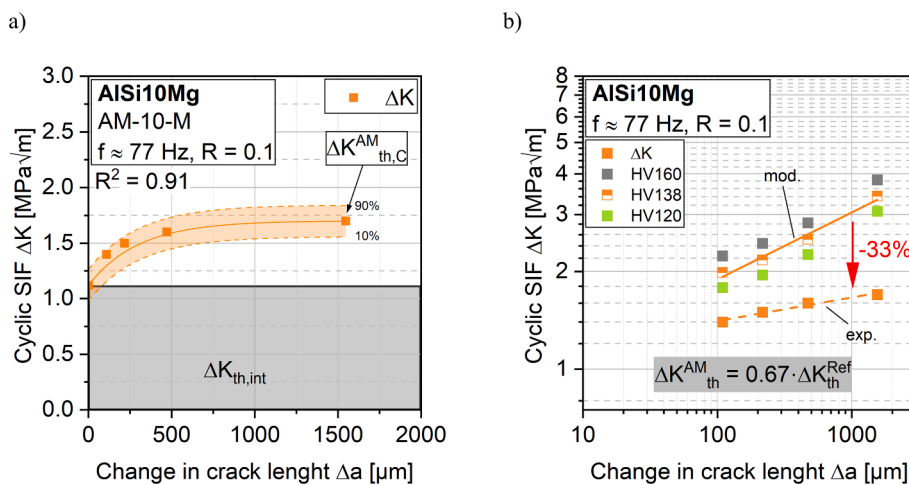 a)
3.0
2.5
2.0
1.5
1.0
0.5
0.0
Cyclic SIF ΔK [MPa√m]
AlSi10Mg
AM-10-M
f ≈ 77 Hz, R = 0.1
R² = 0.91
ΔK
ΔK^AM_th,C
90%
10%
ΔK_th,int
0 500 1000 1500 2000
Change in crack lenght Δa [µm]
b)
8
7
6
5
4
3
2
1
Cyclic SIF ΔK [MPa√m]
AlSi10Mg
f ≈ 77 Hz, R = 0.1
ΔK
HV160
HV138
HV120
mod.
-33%
exp.
ΔK^AM_th = 0.67·ΔK^Ref_th
10 100 1000
Change in crack lenght Δa [µm]